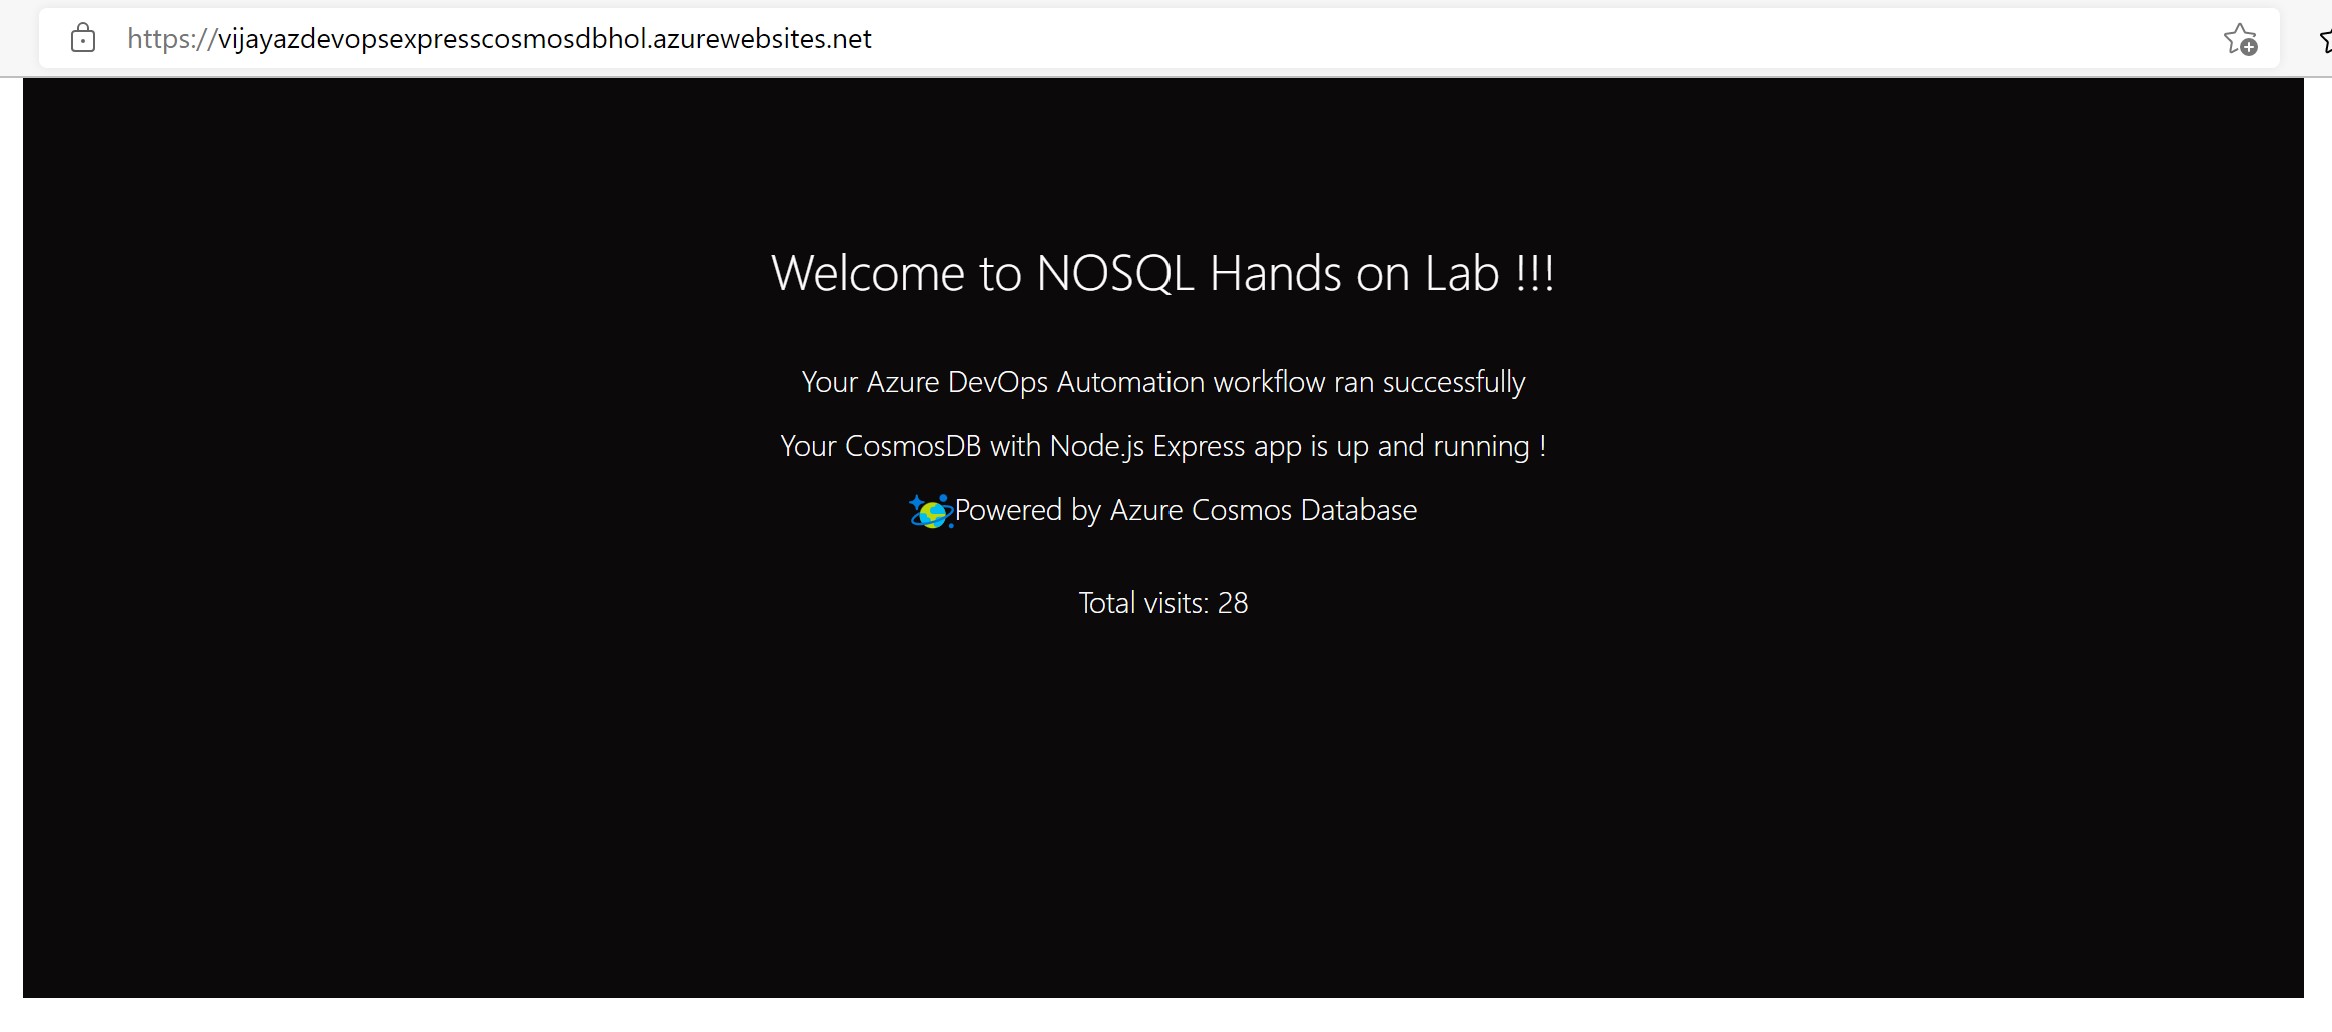 https://vijayazdevopsexpresscosmosdbhol.azurewebsites.net
Welcome to NOSQL Hands on Lab !!!
Your Azure DevOps Automation workflow ran successfully
Your CosmosDB with Node.js Express app is up and running !
Powered by Azure Cosmos Database
Total visits: 28